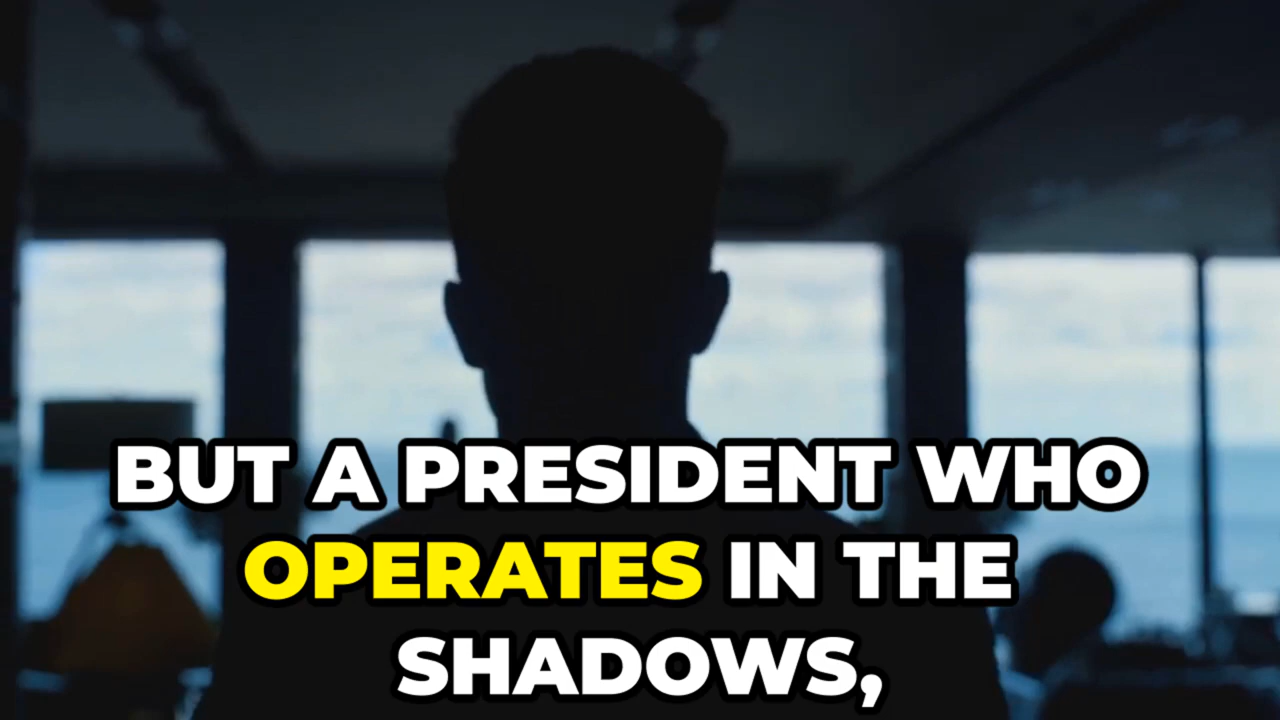 BUT A PRESIDENT WHO
OPERATES IN THE
SHADOWS,